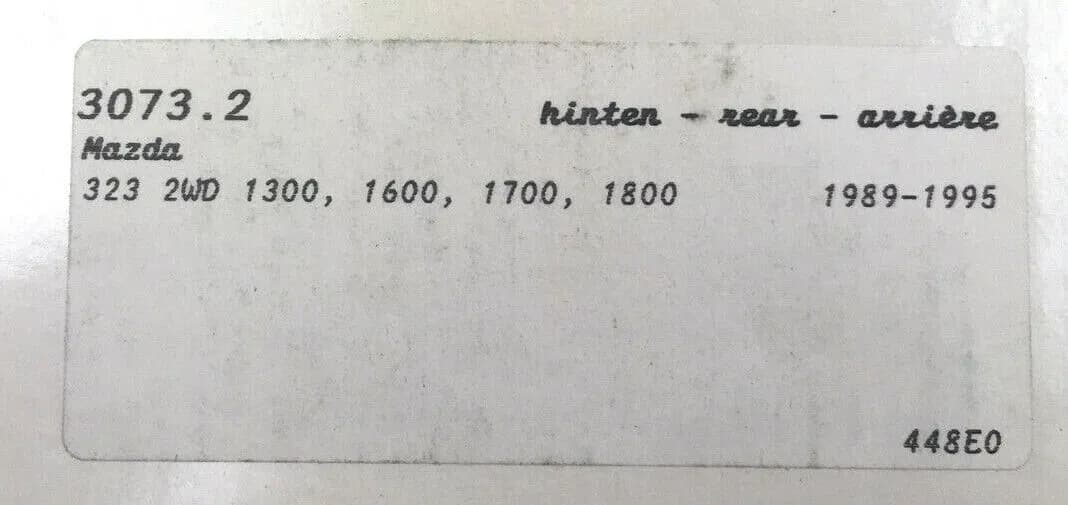 3073.2 hinten - rear - arrière
Mazda
323 2WD 1300, 1600, 1700, 1800 1989-1995
448E0